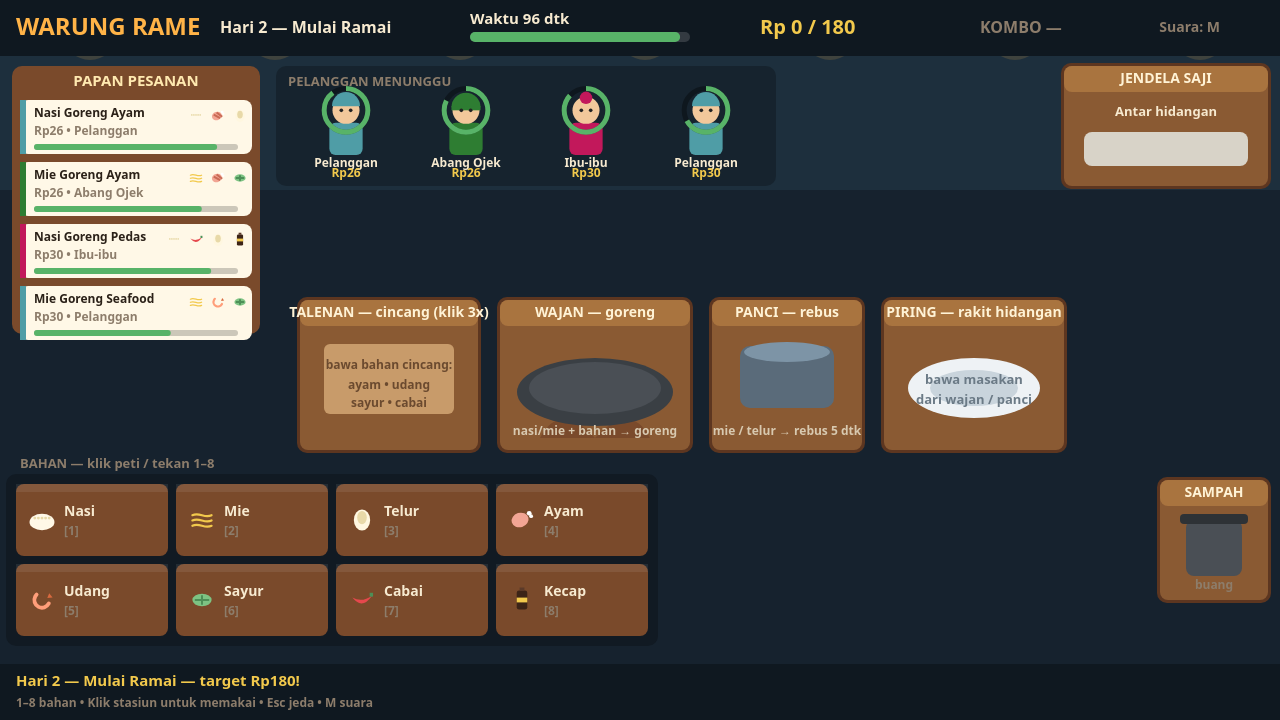 WARUNG RAME
Hari 2 — Mulai Ramai
Waktu 96 dtk
Rp 0 / 180
KOMBO —
Suara: M
PAPAN PESANAN
Nasi Goreng Ayam
Rp26 • Pelanggan
Mie Goreng Ayam
Rp26 • Abang Ojek
Nasi Goreng Pedas
Rp30 • Ibu-ibu
Mie Goreng Seafood
Rp30 • Pelanggan
PELANGGAN MENUNGGU
Pelanggan
Rp26
Abang Ojek
Rp26
Ibu-ibu
Rp30
Pelanggan
Rp30
JENDELA SAJI
Antar hidangan
TALENAN — cincang (klik 3x)
bawa bahan cincang:
ayam • udang
sayur • cabai
WAJAN — goreng
nasi/mie + bahan → goreng
PANCI — rebus
mie / telur → rebus 5 dtk
PIRING — rakit hidangan
bawa masakan
dari wajan / panci
BAHAN — klik peti / tekan 1–8
Nasi
[1]
Mie
[2]
Telur
[3]
Ayam
[4]
Udang
[5]
Sayur
[6]
Cabai
[7]
Kecap
[8]
SAMPAH
buang
Hari 2 — Mulai Ramai — target Rp180!
1–8 bahan • Klik stasiun untuk memakai • Esc jeda • M suara